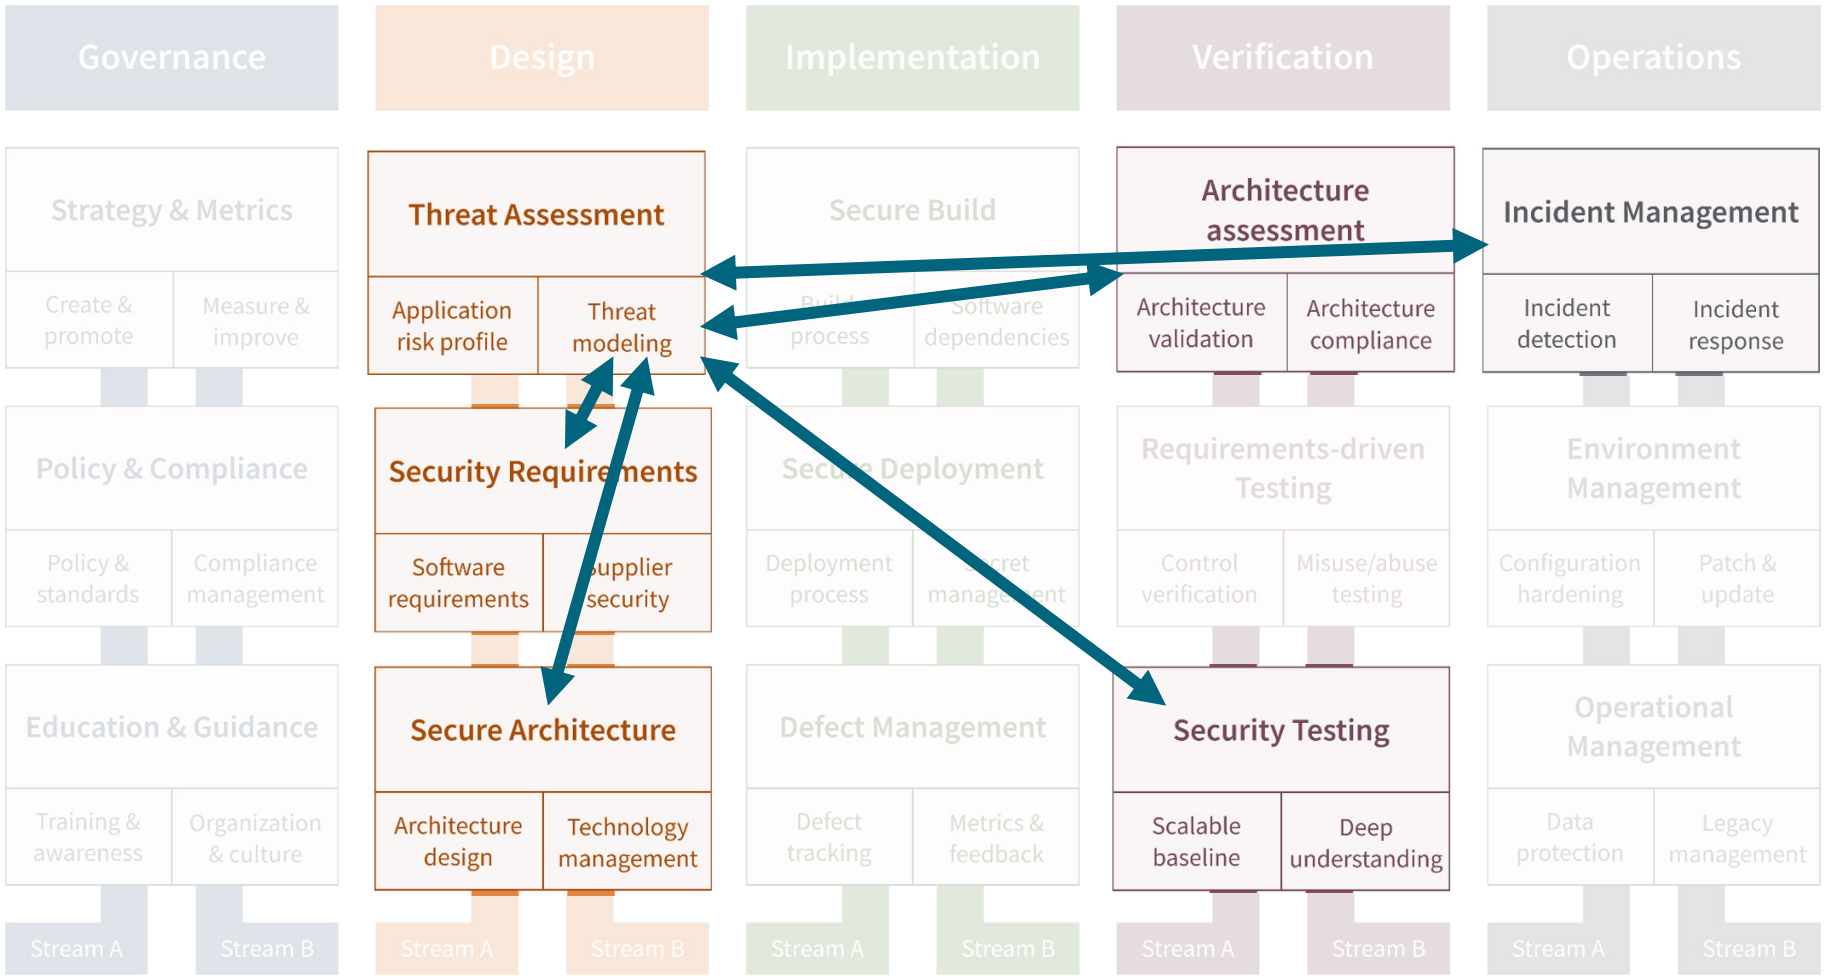 Governance
Design
Implementation
Verification
Operations
Strategy & Metrics
Create &
promote
Measure &
improve
Threat Assessment
Application
risk profile
Threat
modeling
Secure Build
Build
process
Software
dependencies
Architecture
assessment
Architecture
validation
Architecture
compliance
Incident Management
Incident
detection
Incident
response
Policy & Compliance
Policy &
standards
Compliance
management
Security Requirements
Software
requirements
Supplier
security
Secure Deployment
Deployment
process
Secret
management
Requirements-driven
Testing
Control
verification
Misuse/abuse
testing
Environment
Management
Configuration
hardening
Patch &
update
Education & Guidance
Training &
awareness
Organization
& culture
Secure Architecture
Architecture
design
Technology
management
Defect Management
Defect
tracking
Metrics &
feedback
Security Testing
Scalable
baseline
Deep
understanding
Operational
Management
Data
protection
Legacy
management
Stream A
Stream B
Stream A
Stream B
Stream A
Stream B
Stream A
Stream B
Stream A
Stream B